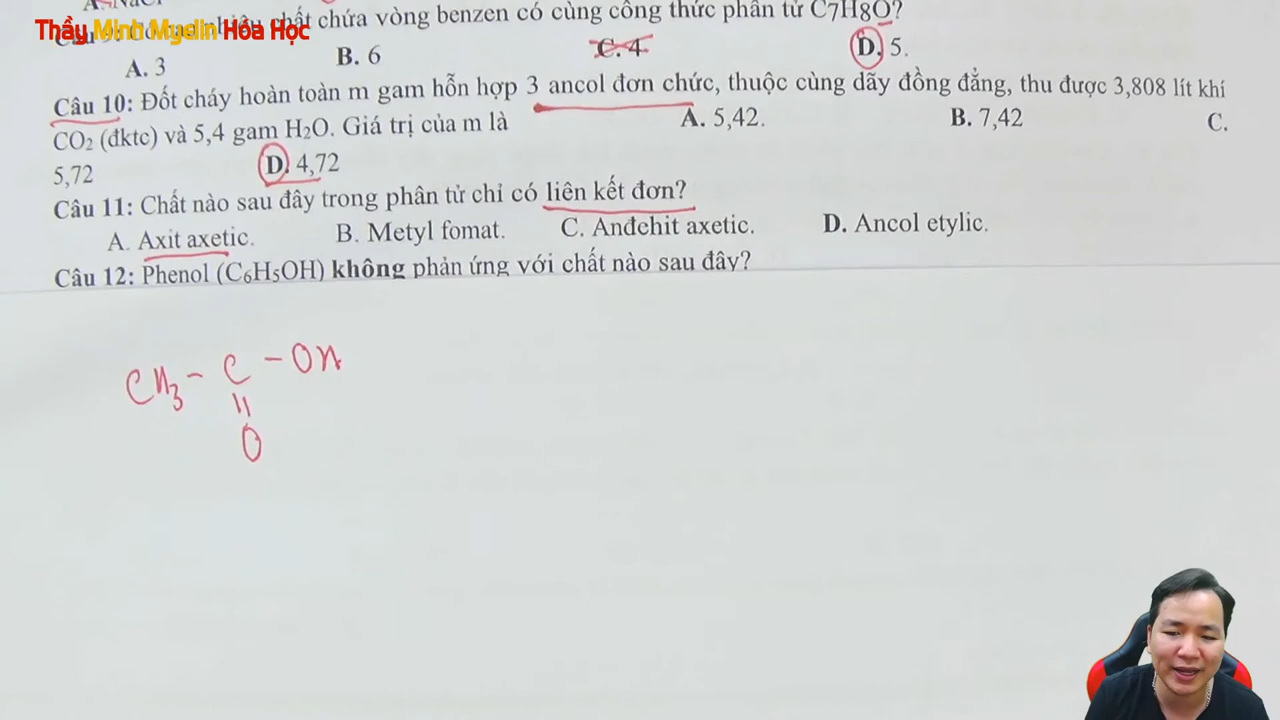 Thầy Minh Mydin Hóa Học
chất chứa vòng benzen có cùng công thức phân tử C7H8O?
A. 3 B. 6 C. 4 D. 5.
Câu 10: Đốt cháy hoàn toàn m gam hỗn hợp 3 ancol đơn chức, thuộc cùng dãy đồng đẳng, thu được 3,808 lít khí
CO2 (đktc) và 5,4 gam H2O. Giá trị của m là A. 5,42. B. 7,42 C.
5,72 D. 4,72
Câu 11: Chất nào sau đây trong phân tử chỉ có liên kết đơn?
A. Axit axetic. B. Metyl fomat. C. Anđehit axetic. D. Ancol etylic.
Câu 12: Phenol (C6H5OH) không phản ứng với chất nào sau đây?
CH3 - C - OH
||
O